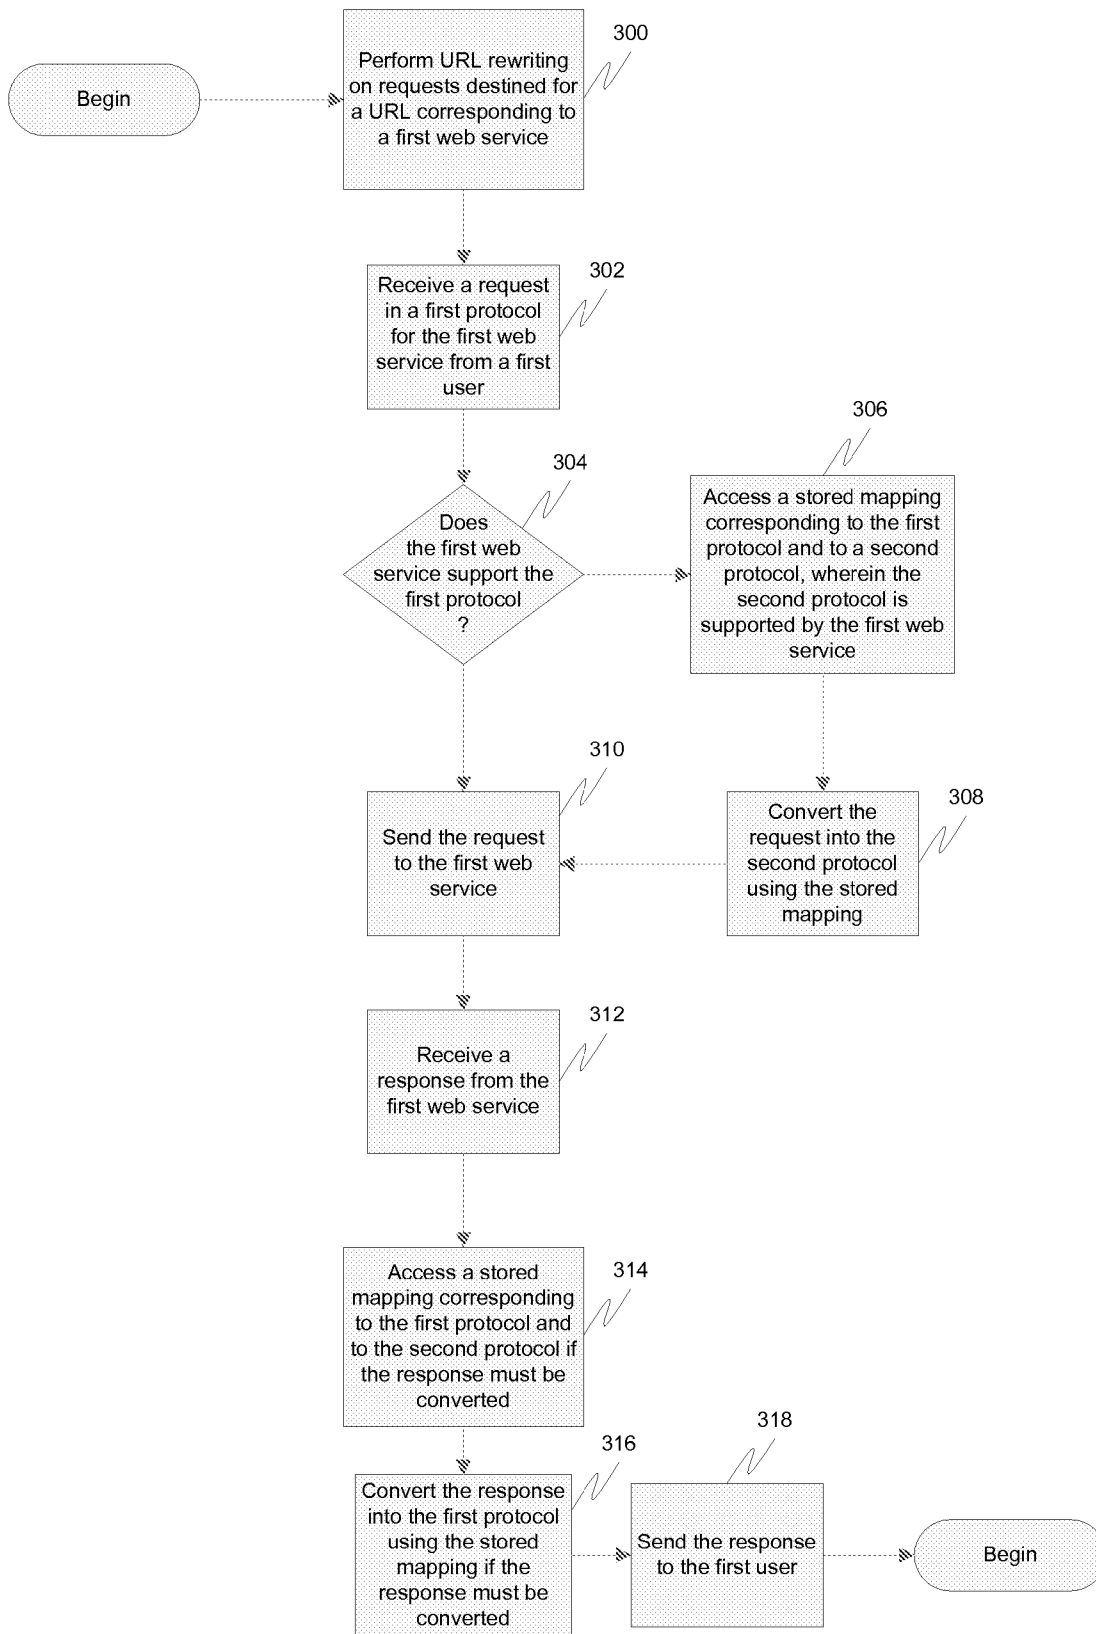 Begin
300
Perform URL rewriting
on requests destined for
a URL corresponding to
a first web service
302
Receive a request
in a first protocol
for the first web
service from a first
user
304
Does
the first web
service support the
first protocol
?
306
Access a stored mapping
corresponding to the first
protocol and to a second
protocol, wherein the
second protocol is
supported by the first web
service
308
Convert the
request into the
second protocol
using the stored
mapping
310
Send the request
to the first web
service
312
Receive a
response from the
first web service
314
Access a stored
mapping corresponding
to the first protocol and
to the second protocol if
the response must be
converted
316
Convert the response
into the first protocol
using the stored
mapping if the
response must be
converted
318
Send the response
to the first user
Begin